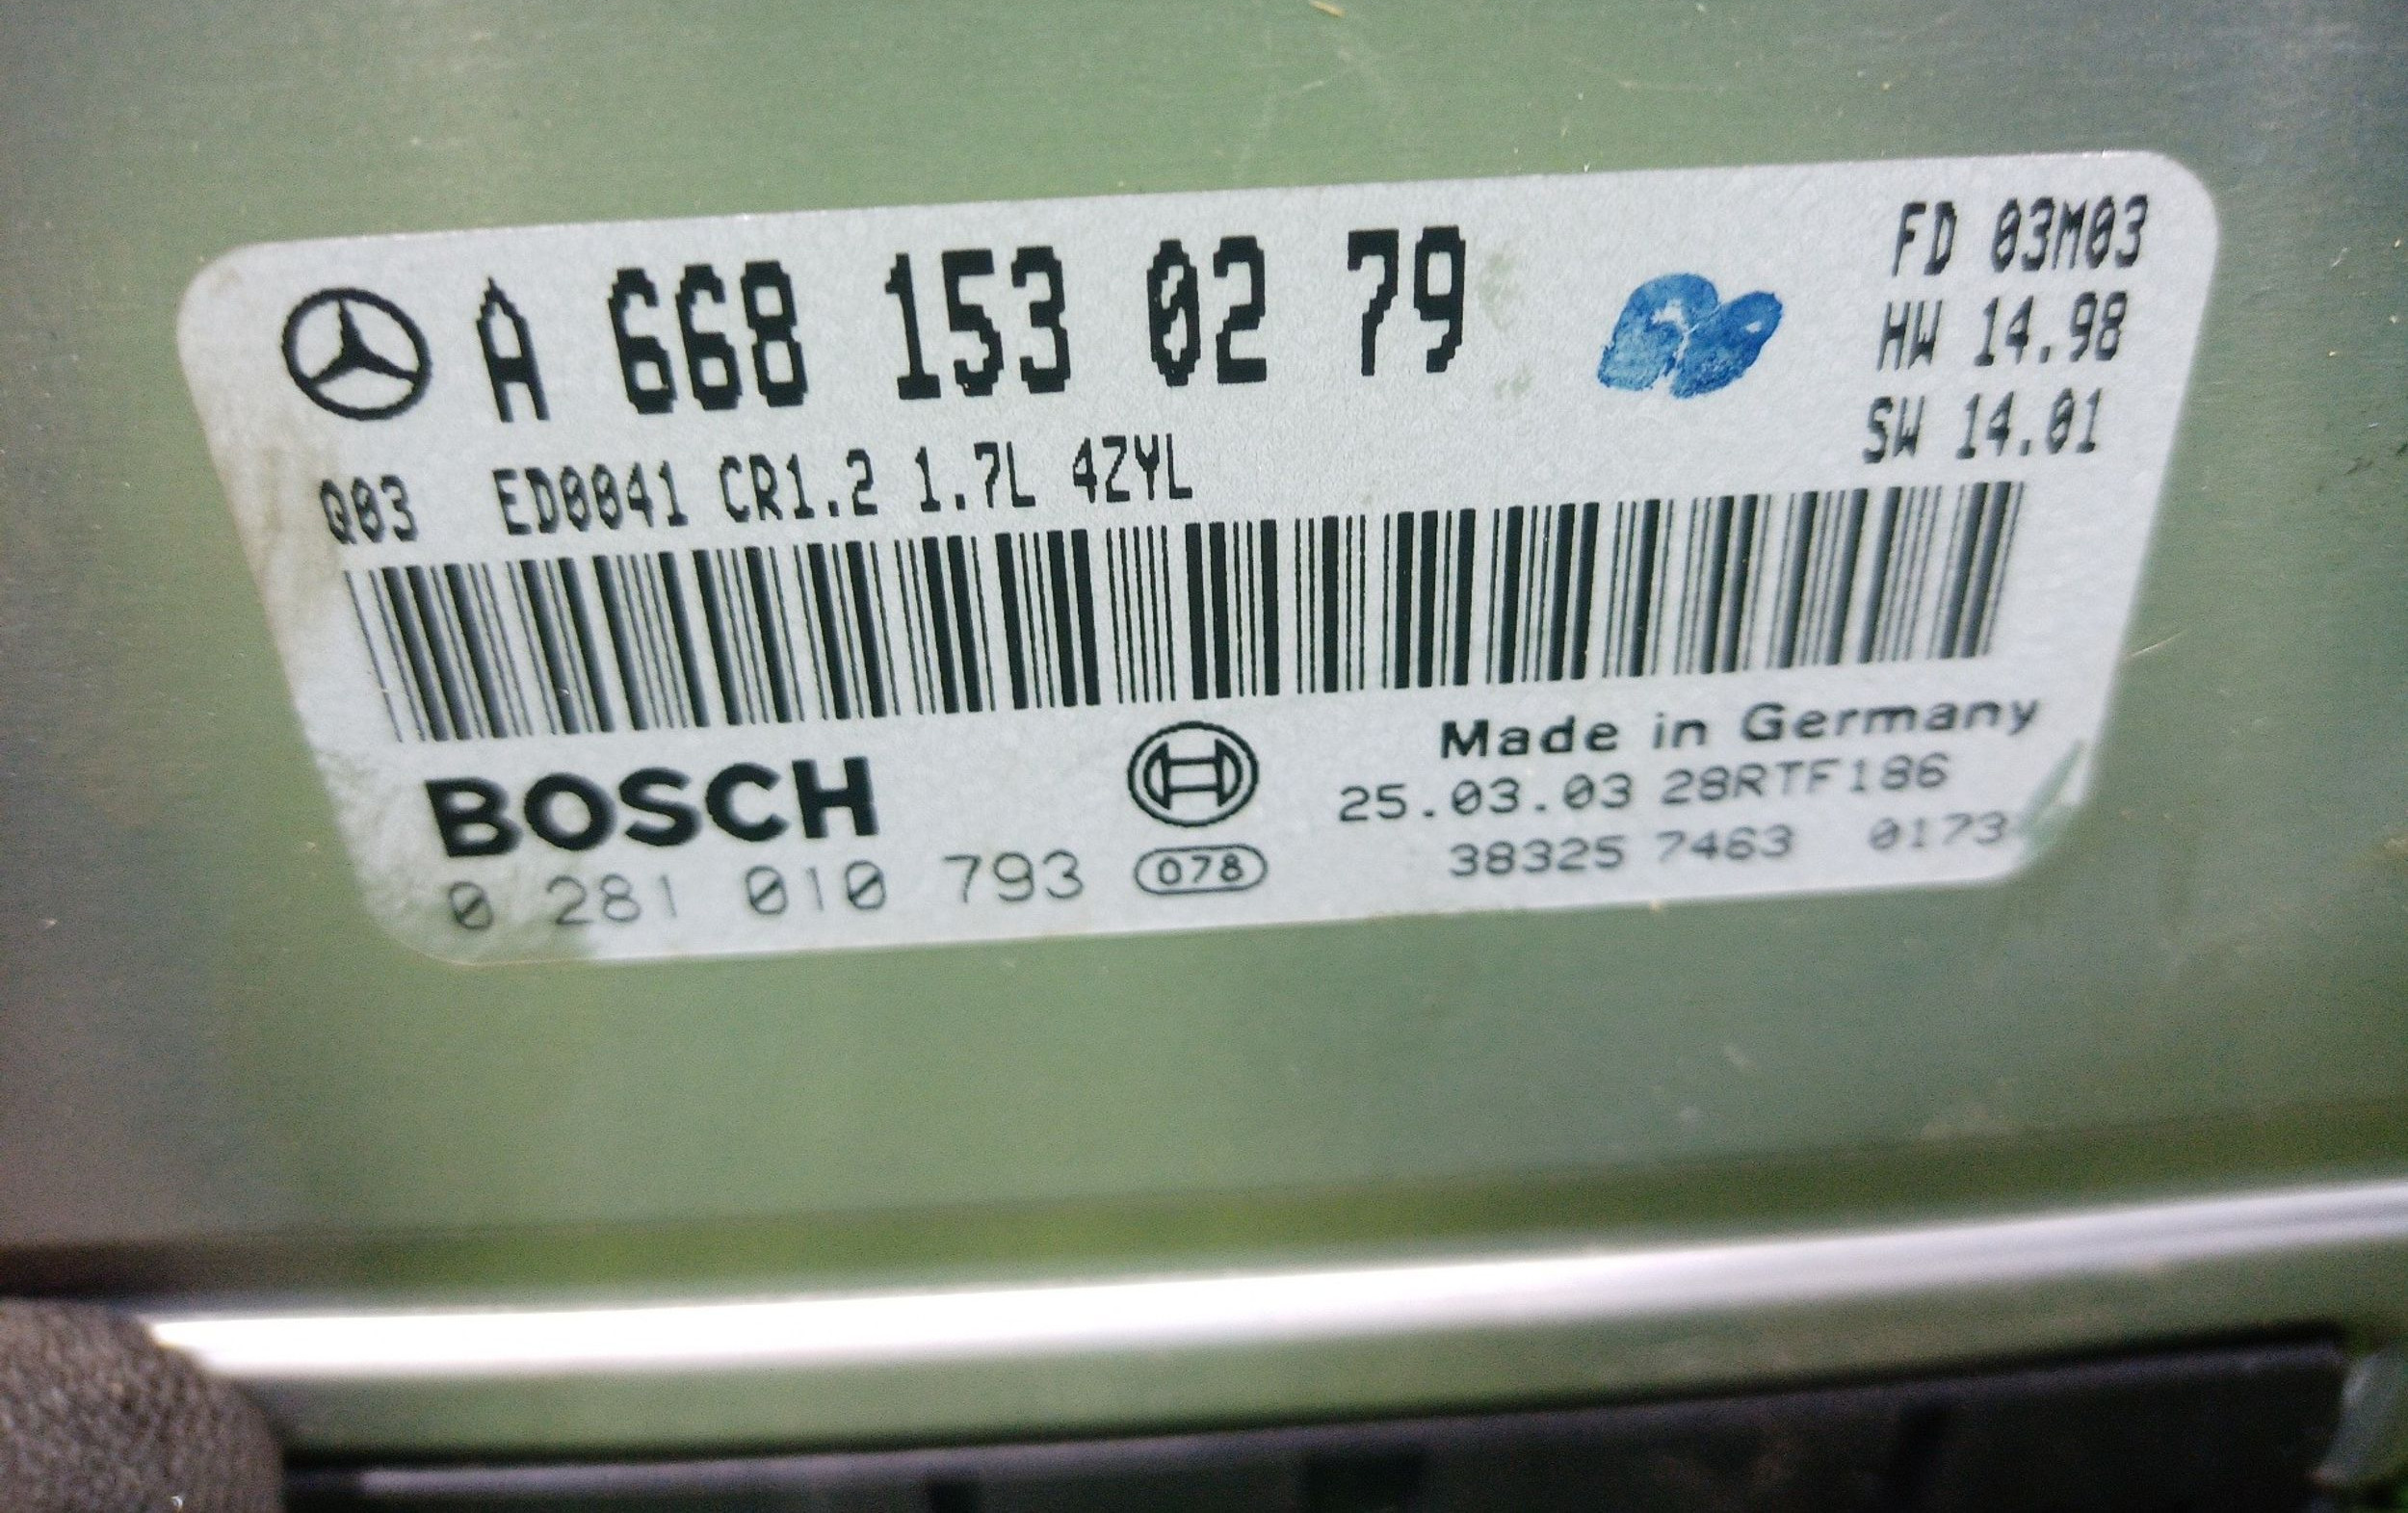 A 668 153 02 79
FD 03M03
HW 14.98
SW 14.01
Q03 ED0041 CR1.2 1.7L 4ZYL
BOSCH
Made in Germany
25.03.03 28RTF186
0 281 010 793
078
38325 7463 0173